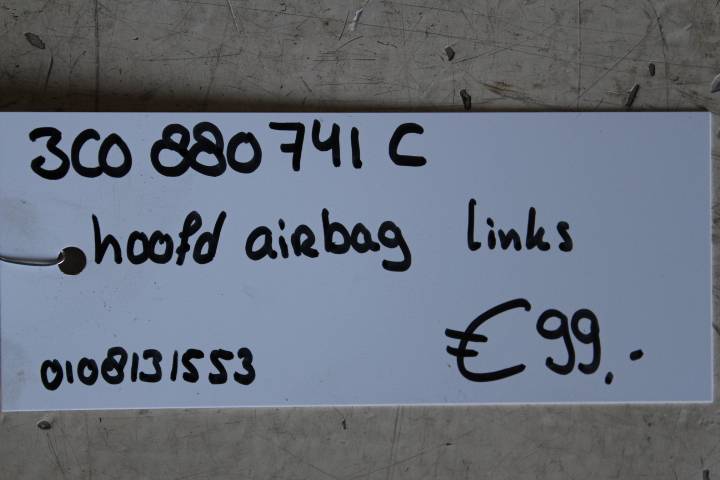 3C0 880 741 C
hoofd airbag links
€ 99,-
0108131553